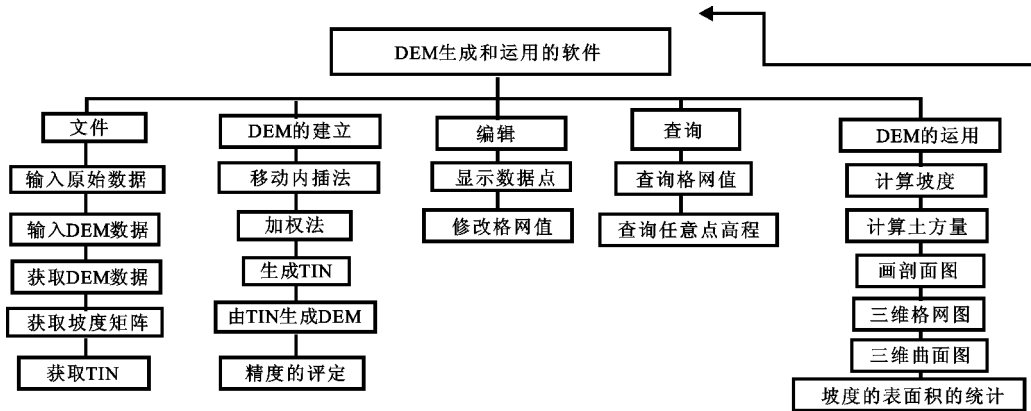 DEM生成和运用的软件
文件
输入原始数据
输入DEM数据
获取DEM数据
获取坡度矩阵
获取TIN
DEM的建立
移动内插法
加权法
生成TIN
由TIN生成DEM
精度的评定
编辑
显示数据点
修改格网值
查询
查询格网值
查询任意点高程
DEM的运用
计算坡度
计算土方量
画剖面图
三维格网图
三维曲面图
坡度的表面积的统计